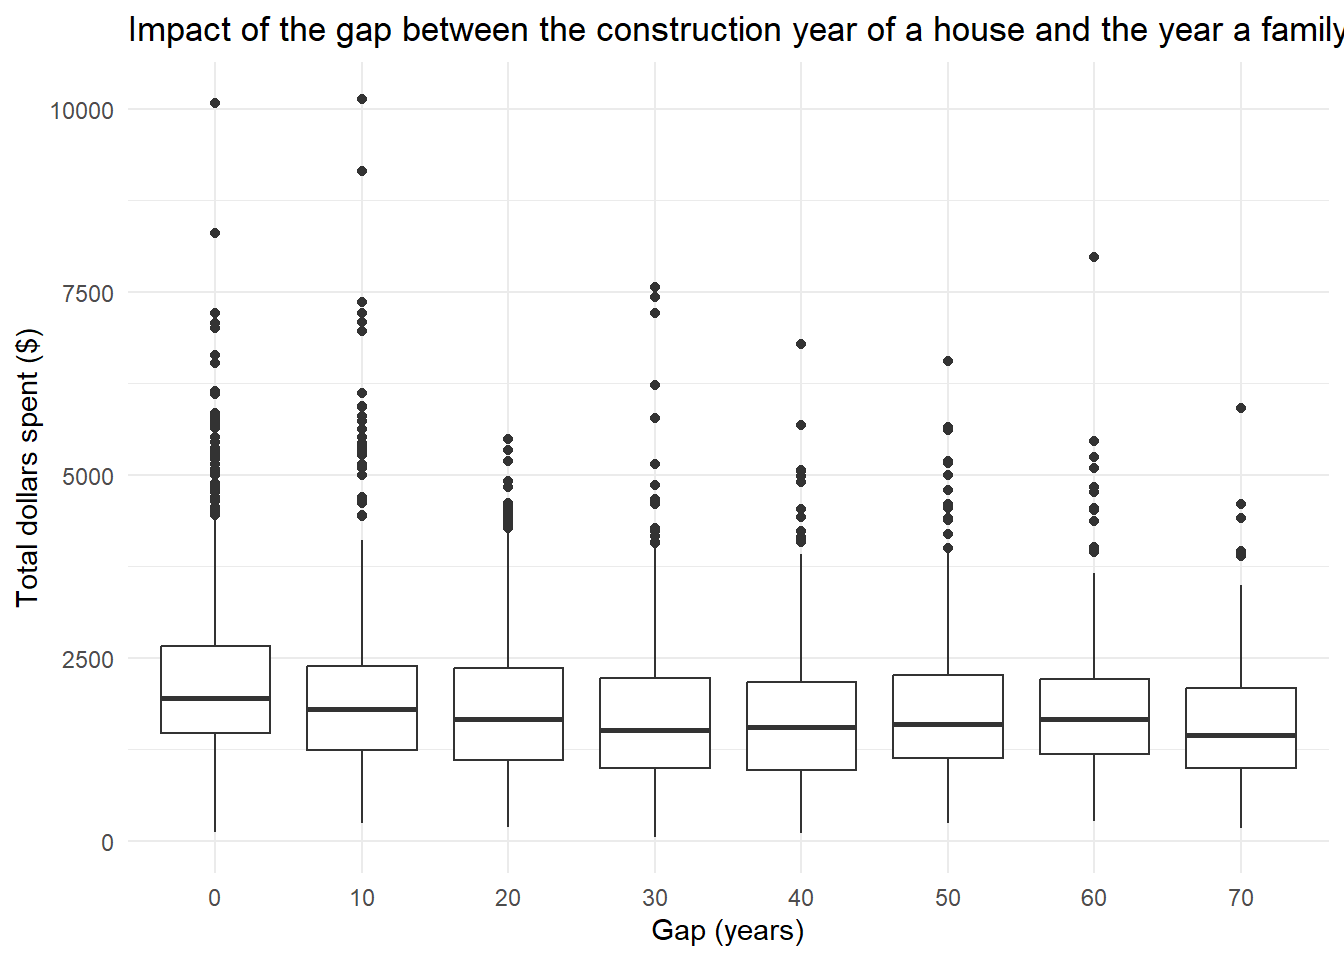 Impact of the gap between the construction year of a house and the year a family
10000
7500
5000
2500
0
Total dollars spent ($)
0 10 20 30 40 50 60 70
Gap (years)